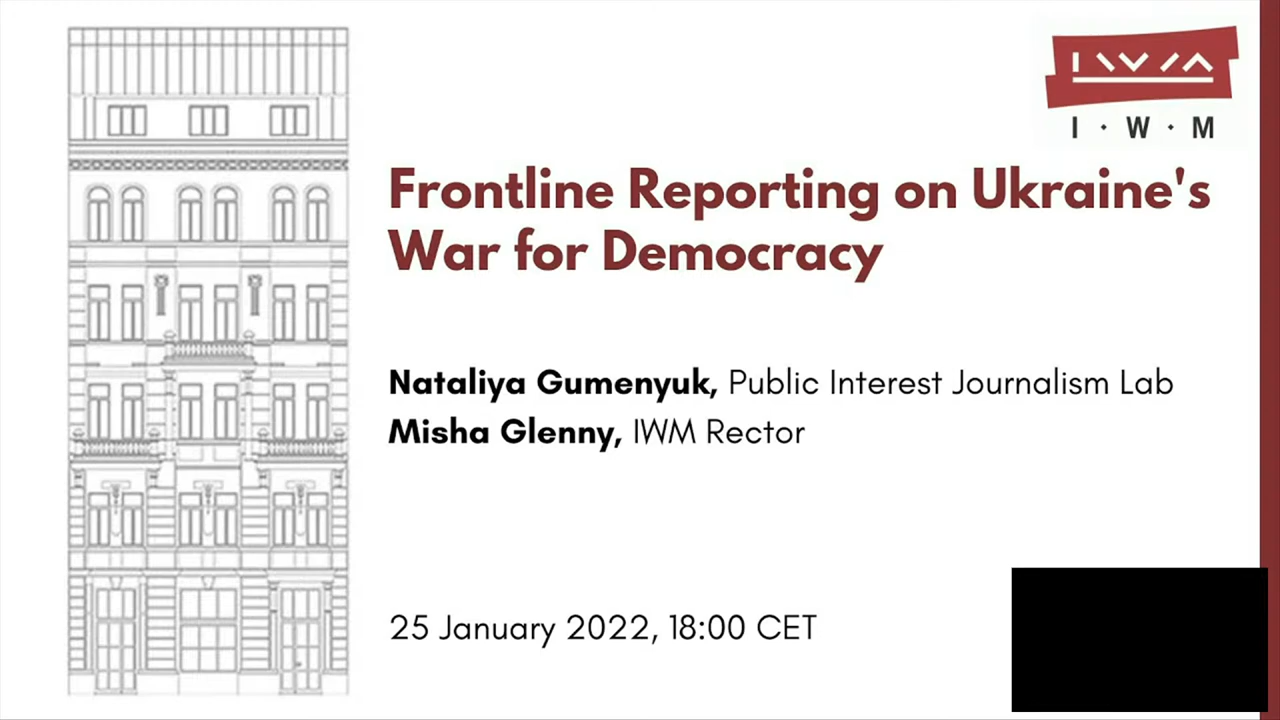 I · W · M
Frontline Reporting on Ukraine's
War for Democracy
Nataliya Gumenyuk, Public Interest Journalism Lab
Misha Glenny, IWM Rector
25 January 2022, 18:00 CET